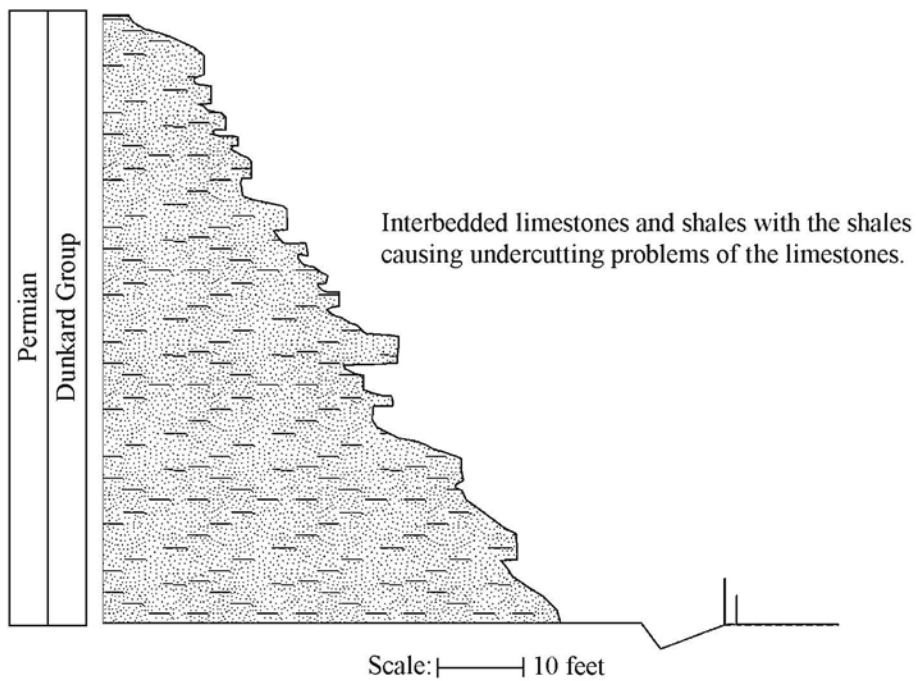 Permian
Dunkard Group
Interbedded limestones and shales with the shales
causing undercutting problems of the limestones.
Scale: 10 feet